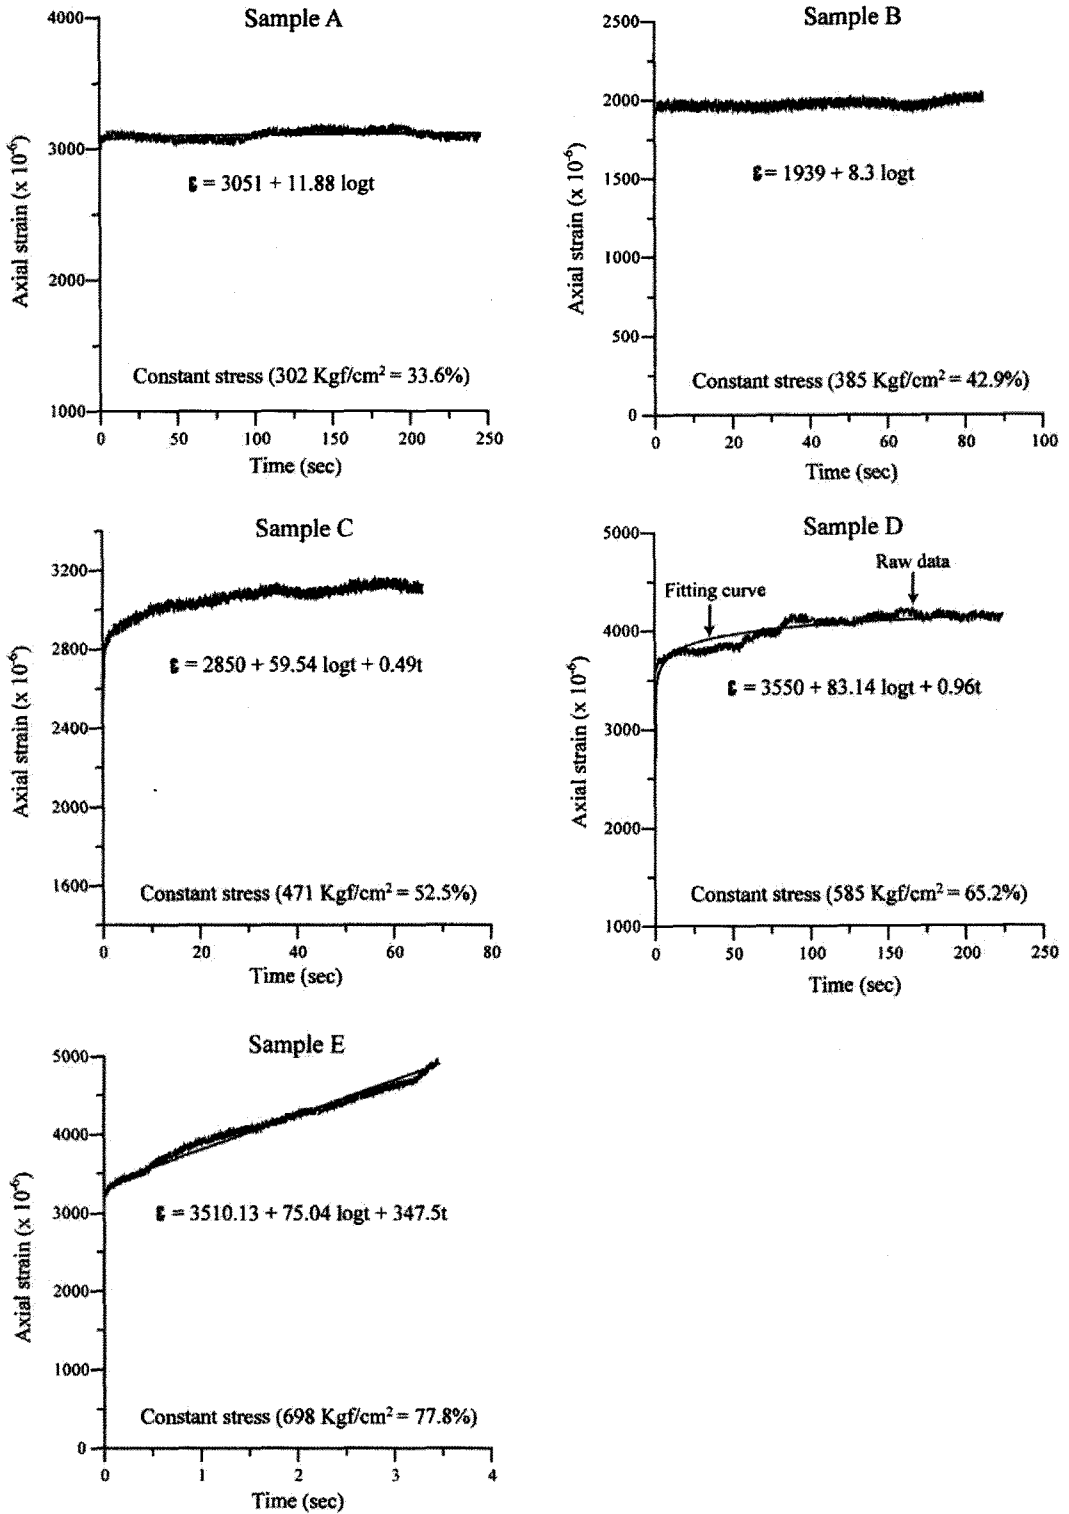 Sample A
4000
3000
2000
1000
Axial strain (x 10⁻⁶)
ε = 3051 + 11.88 logt
Constant stress (302 Kgf/cm² = 33.6%)
0 50 100 150 200 250
Time (sec)
Sample B
2500
2000
1500
1000
500
0
Axial strain (x 10⁻⁶)
ε = 1939 + 8.3 logt
Constant stress (385 Kgf/cm² = 42.9%)
0 20 40 60 80 100
Time (sec)
Sample C
3200
2800
2400
2000
1600
Axial strain (x 10⁻⁶)
ε = 2850 + 59.54 logt + 0.49t
Constant stress (471 Kgf/cm² = 52.5%)
0 20 40 60 80
Time (sec)
Sample D
5000
4000
3000
2000
1000
Axial strain (x 10⁻⁶)
Raw data
Fitting curve
ε = 3550 + 83.14 logt + 0.96t
Constant stress (585 Kgf/cm² = 65.2%)
0 50 100 150 200 250
Time (sec)
Sample E
5000
4000
3000
2000
1000
0
Axial strain (x 10⁻⁶)
ε = 3510.13 + 75.04 logt + 347.5t
Constant stress (698 Kgf/cm² = 77.8%)
0 1 2 3 4
Time (sec)